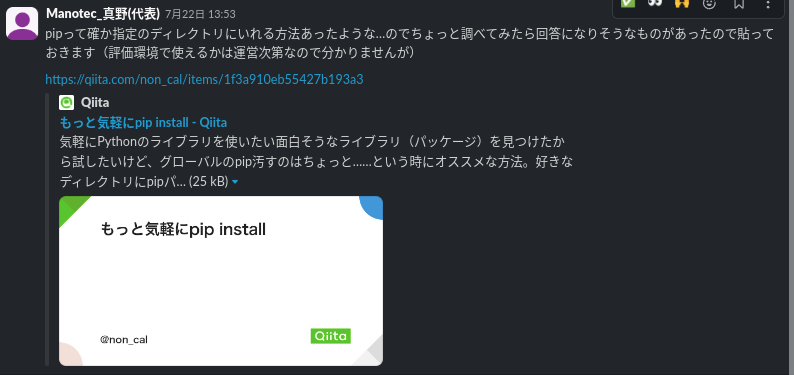 Manotec_真野(代表) 7月22日 13:53
pipって確か指定のディレクトリにいれる方法あったような...のでちょっと調べてみたら回答になりそうなものがあったので貼って
おきます（評価環境で使えるかは運営次第なので分かりませんが）
https://qiita.com/non_cal/items/1f3a910eb55427b193a3
Qiita
もっと気軽にpip install - Qiita
気軽にPythonのライブラリを使いたい面白そうなライブラリ（パッケージ）を見つけたか
ら試したいけど、グローバルのpip汚すのはちょっと……という時にオススメな方法。好きな
ディレクトリにpipパ... (25 kB)
もっと気軽にpip install
@non_cal
Qiita